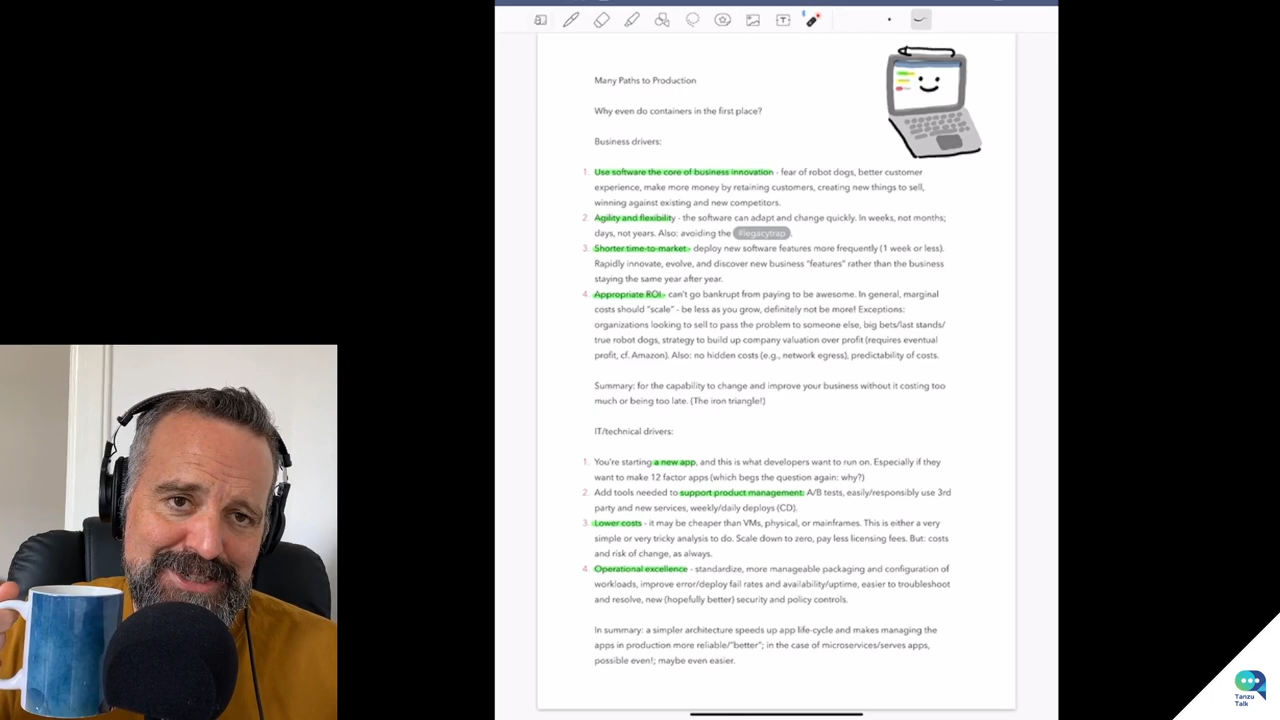 Many Paths to Production
Why even do containers in the first place?
Business drivers:
1. Use software the core of business innovation - fear of robot dogs, better customer
experience, make more money by retaining customers, creating new things to sell,
winning against existing and new competitors.
2. Agility and flexibility - the software can adapt and change quickly. In weeks, not months;
days, not years. Also: avoiding the #legacytrap.
3. Shorter time to market - deploy new software features more frequently (1 week or less).
Rapidly innovate, evolve, and discover new business "features" rather than the business
staying the same year after year.
4. Appropriate ROI - can't go bankrupt from paying to be awesome. In general, marginal
costs should "scale" - be less as you grow, definitely not be more! Exceptions:
organizations looking to sell to pass the problem to someone else, big bets/last stands/
true robot dogs, strategy to build up company valuation over profit (requires eventual
profit, cf. Amazon). Also: no hidden costs (e.g., network egress), predictability of costs.
Summary: for the capability to change and improve your business without it costing too
much or being too late. (The iron triangle!)
IT/technical drivers:
1. You're starting a new app, and this is what developers want to run on. Especially if they
want to make 12 factor apps (which begs the question again: why?)
2. Add tools needed to support product management: A/B tests, easily/responsibly use 3rd
party and new services, weekly/daily deploys (CD).
3. Lower costs - it may be cheaper than VMs, physical, or mainframes. This is either a very
simple or very tricky analysis to do. Scale down to zero, pay less licensing fees. But: costs
and risk of change, as always.
4. Operational excellence - standardize, more manageable packaging and configuration of
workloads, improve error/deploy fail rates and availability/uptime, easier to troubleshoot
and resolve, new (hopefully better) security and policy controls.
In summary: a simpler architecture speeds up app life-cycle and makes managing the
apps in production more reliable/"better"; in the case of microservices/serves apps,
possible even!; maybe even easier.
Tanzu
Talk